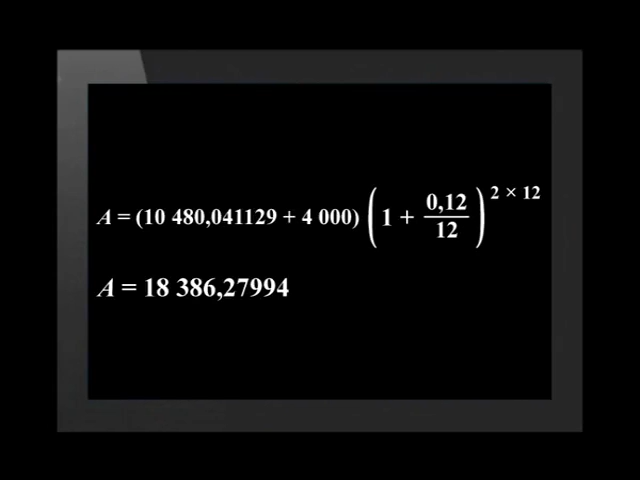 A = (10 480,041129 + 4 000) (1 + 0,12/12)^2 × 12
A = 18 386,27994